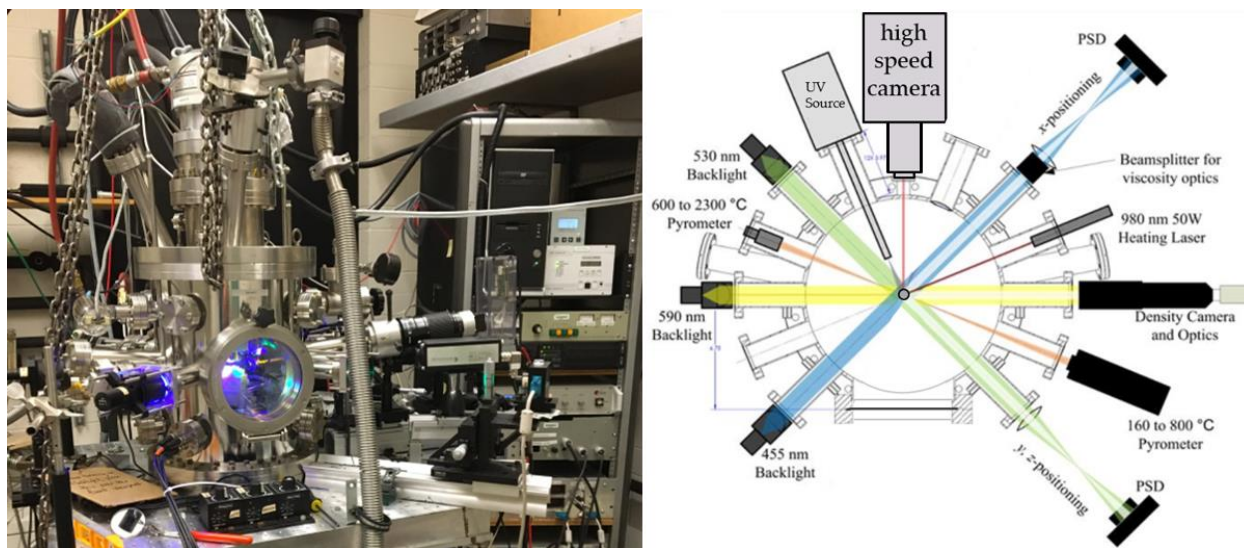 high
speed
camera
UV
Source
PSD
x-positioning
530 nm
Backlight
Beamsplitter for
viscosity optics
600 to 2300 °C
Pyrometer
980 nm 50W
Heating Laser
590 nm
Backlight
Density Camera
and Optics
160 to 800 °C
Pyrometer
455 nm
Backlight
y, z-positioning
PSD